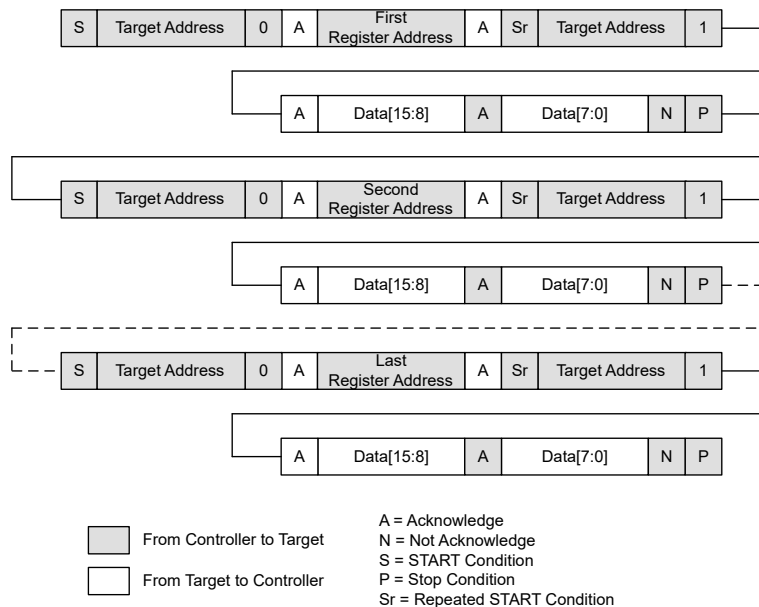 S Target Address 0 A First Register Address A Sr Target Address 1
A Data[15:8] A Data[7:0] N P
S Target Address 0 A Second Register Address A Sr Target Address 1
A Data[15:8] A Data[7:0] N P
S Target Address 0 A Last Register Address A Sr Target Address 1
A Data[15:8] A Data[7:0] N P
From Controller to Target
From Target to Controller
A = Acknowledge
N = Not Acknowledge
S = START Condition
P = Stop Condition
Sr = Repeated START Condition